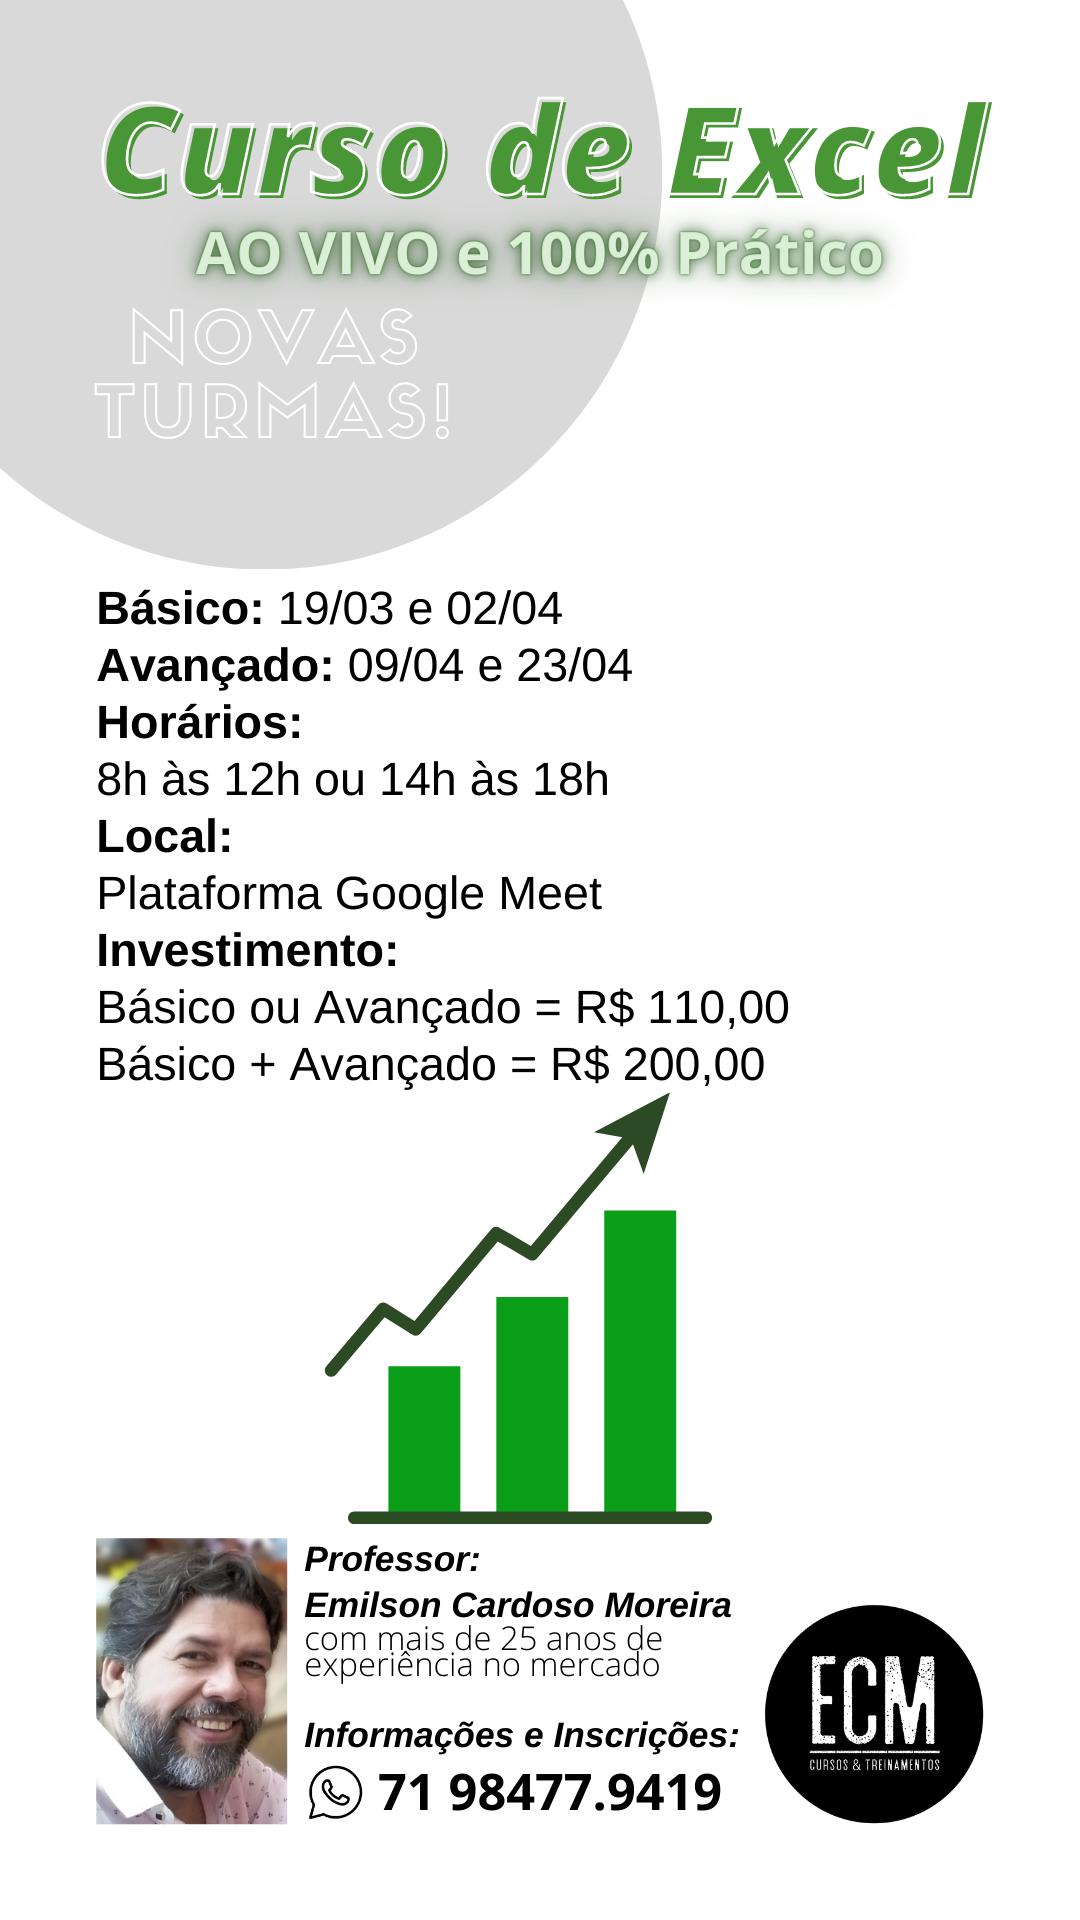 Curso de Excel
AO VIVO e 100% Prático
NOVAS
TURMAS!
Básico: 19/03 e 02/04
Avançado: 09/04 e 23/04
Horários:
8h às 12h ou 14h às 18h
Local:
Plataforma Google Meet
Investimento:
Básico ou Avançado = R$ 110,00
Básico + Avançado = R$ 200,00
Professor:
Emilson Cardoso Moreira
com mais de 25 anos de
experiência no mercado
Informações e Inscrições:
71 98477.9419
ECM
CURSOS & TREINAMENTOS